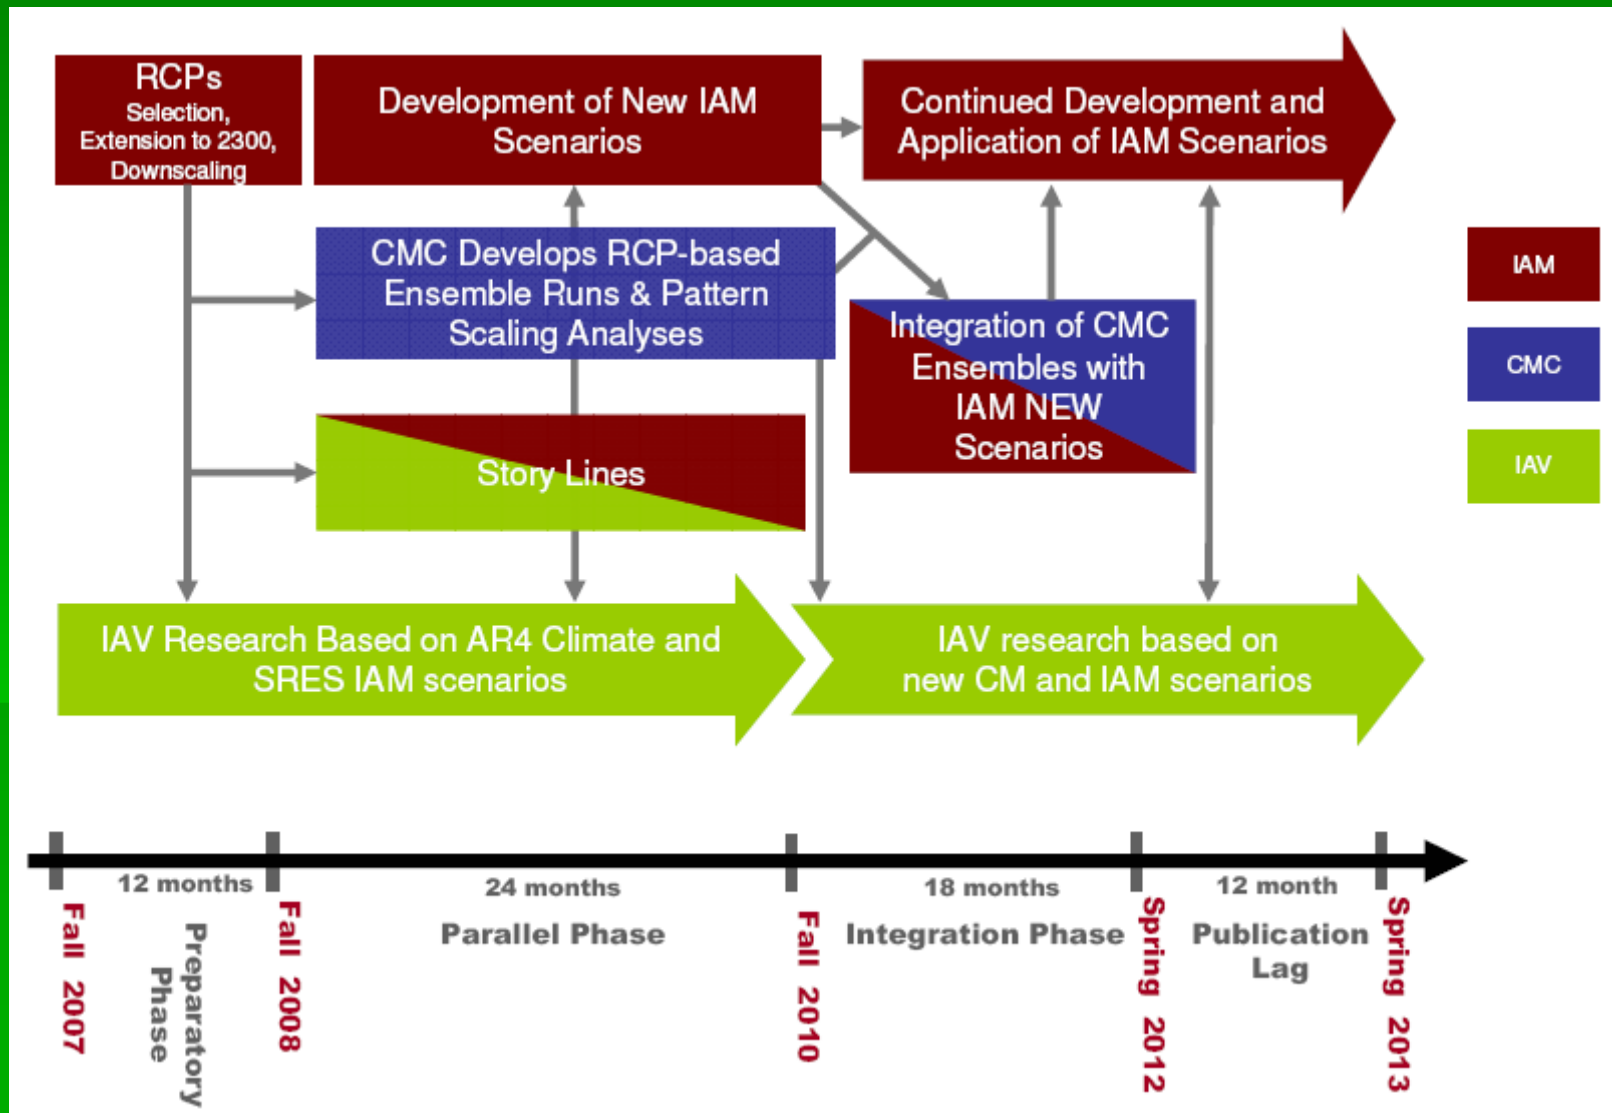 RCPs
Selection,
Extension to 2300,
Downscaling
Development of New IAM
Scenarios
Continued Development and
Application of IAM Scenarios
CMC Develops RCP-based
Ensemble Runs & Pattern
Scaling Analyses
Integration of CMC
Ensembles with
IAM NEW
Scenarios
Story Lines
IAM
CMC
IAV
IAV Research Based on AR4 Climate and
SRES IAM scenarios
IAV research based on
new CM and IAM scenarios
12 months
24 months
18 months
12 month
Fall 2007
Preparatory
Phase
Fall 2008
Parallel Phase
Fall 2010
Integration Phase
Spring 2012
Publication
Lag
Spring 2013